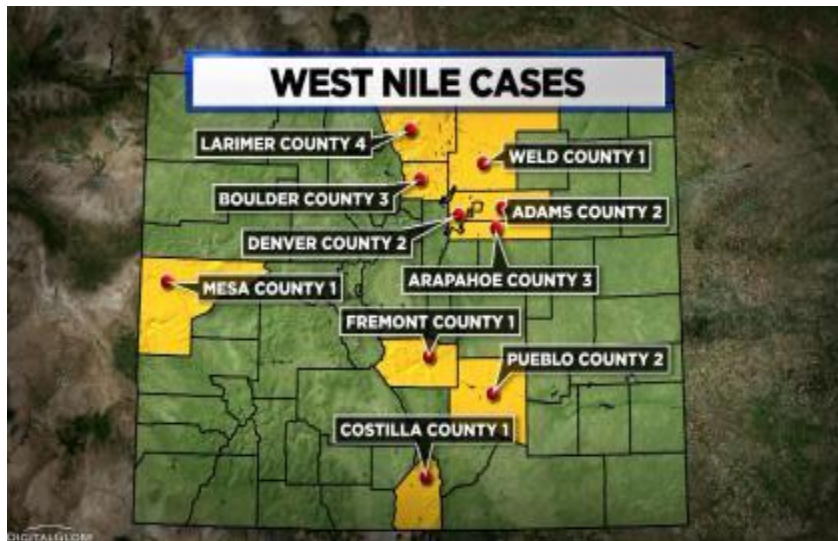 WEST NILE CASES
LARIMER COUNTY 4
WELD COUNTY 1
BOULDER COUNTY 3
ADAMS COUNTY 2
DENVER COUNTY 2
ARAPAHOE COUNTY 3
MESA COUNTY 1
FREMONT COUNTY 1
PUEBLO COUNTY 2
COSTILLA COUNTY 1
DIGITALGLOBE